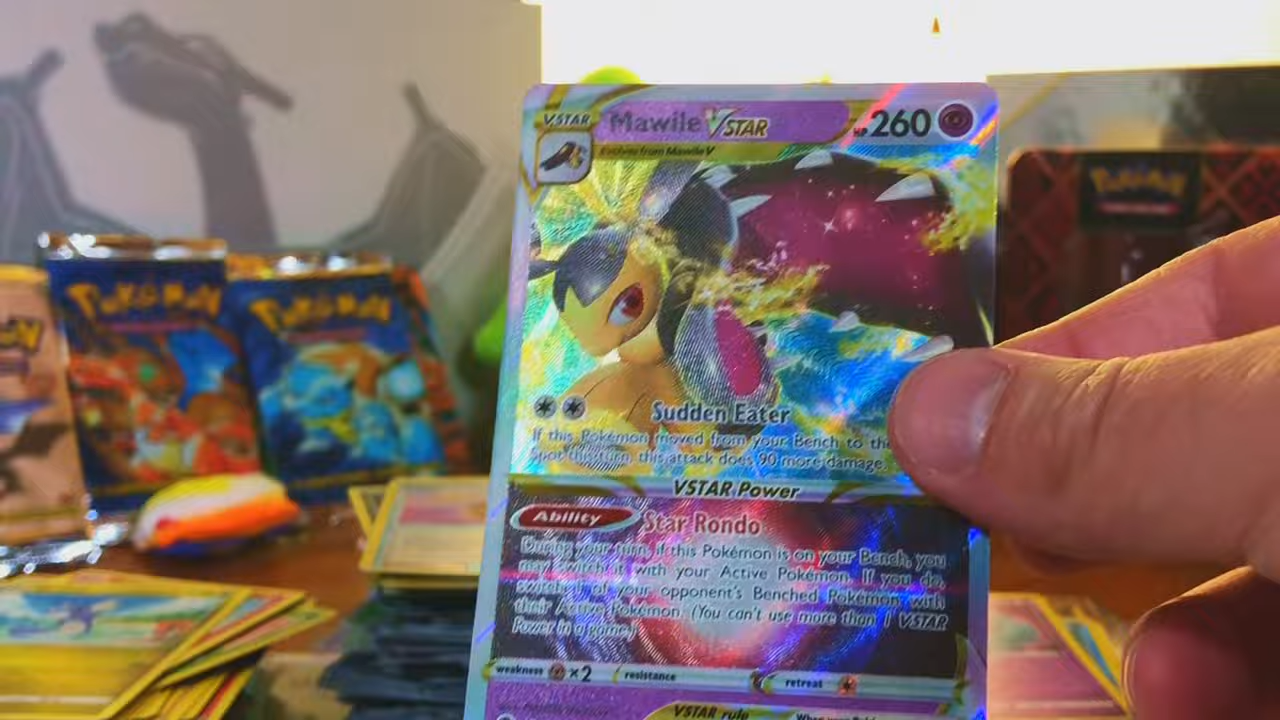 VSTAR Mawile VSTAR HP 260
Evolves from Mawile V
Sudden Eater
If this Pokémon moved from your Bench to the
Spot this turn, this attack does 90 more damage.
VSTAR Power
Ability Star Rondo
During your turn, if this Pokémon is on your Bench, you
may switch it with your Active Pokémon. If you do,
switch 1 of your opponent's Benched Pokémon with
their Active Pokémon. (You can't use more than 1 VSTAR
Power in a game.)
weakness ×2 resistance retreat
VSTAR rule
When your
Pokémon
Pokémon
Pokémon